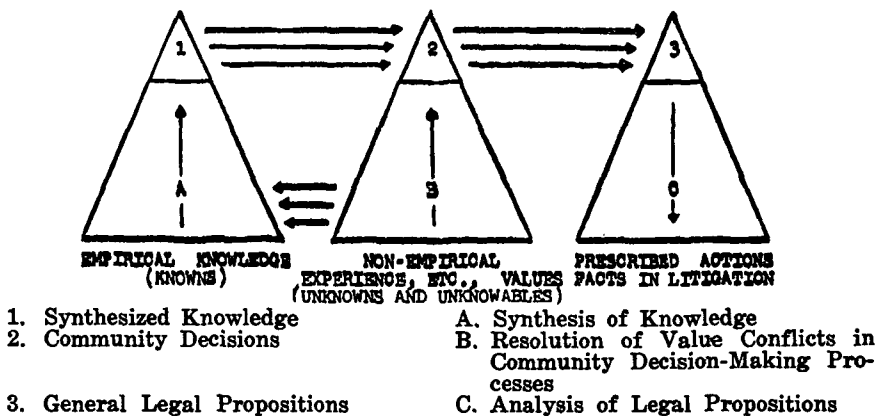 1
2
3
A
B
C
EMPIRICAL KNOWLEDGE
(KNOWNS)
NON-EMPIRICAL
EXPERIENCE, ETC., VALUES
(UNKNOWNS AND UNKNOWABLES)
PRESCRIBED ACTIONS
FACTS IN LITIGATION
1. Synthesized Knowledge
2. Community Decisions
3. General Legal Propositions
A. Synthesis of Knowledge
B. Resolution of Value Conflicts in
Community Decision-Making Pro-
cesses
C. Analysis of Legal Propositions